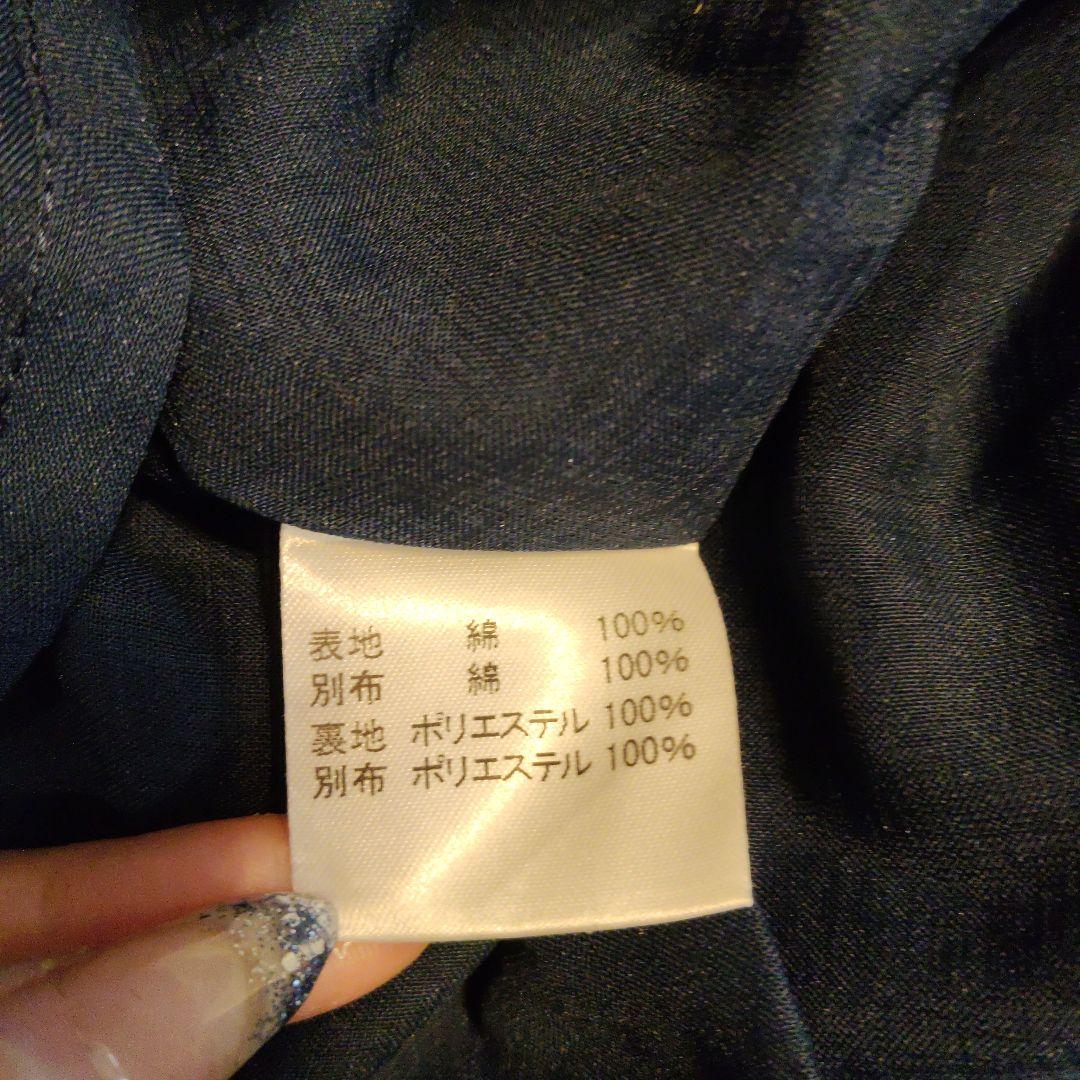 表地 綿 100%
別布 綿 100%
裏地 ポリエステル 100%
別布 ポリエステル 100%